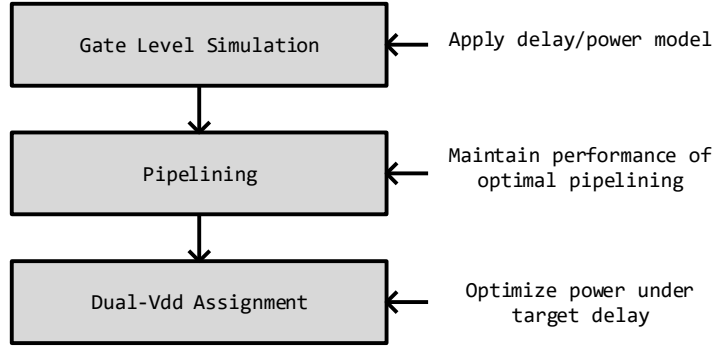 Gate Level Simulation
Apply delay/power model
Pipelining
Maintain performance of
optimal pipelining
Dual-Vdd Assignment
Optimize power under
target delay